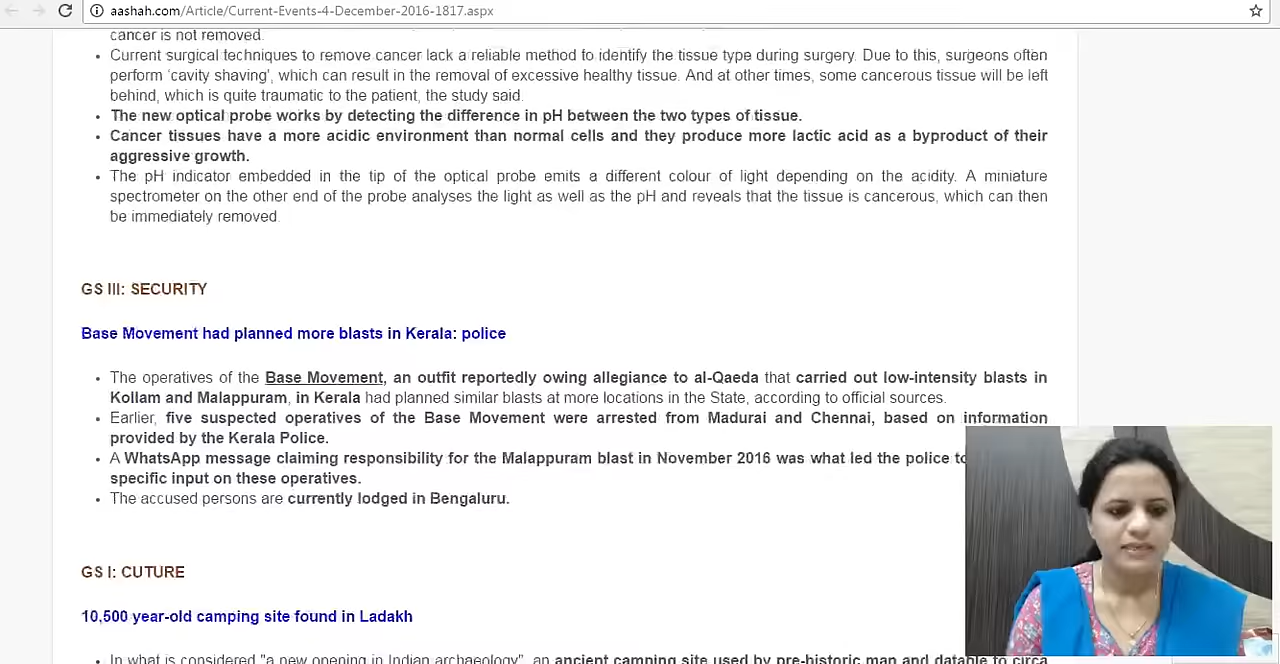 aashah.com/Article/Current-Events-4-December-2016-1817.aspx
cancer is not removed.
• Current surgical techniques to remove cancer lack a reliable method to identify the tissue type during surgery. Due to this, surgeons often
perform 'cavity shaving', which can result in the removal of excessive healthy tissue. And at other times, some cancerous tissue will be left
behind, which is quite traumatic to the patient, the study said.
• The new optical probe works by detecting the difference in pH between the two types of tissue.
• Cancer tissues have a more acidic environment than normal cells and they produce more lactic acid as a byproduct of their
aggressive growth.
• The pH indicator embedded in the tip of the optical probe emits a different colour of light depending on the acidity. A miniature
spectrometer on the other end of the probe analyses the light as well as the pH and reveals that the tissue is cancerous, which can then
be immediately removed.
GS III: SECURITY
Base Movement had planned more blasts in Kerala: police
• The operatives of the Base Movement, an outfit reportedly owing allegiance to al-Qaeda that carried out low-intensity blasts in
Kollam and Malappuram, in Kerala had planned similar blasts at more locations in the State, according to official sources.
• Earlier, five suspected operatives of the Base Movement were arrested from Madurai and Chennai, based on information
provided by the Kerala Police.
• A WhatsApp message claiming responsibility for the Malappuram blast in November 2016 was what led the police to
specific input on these operatives.
• The accused persons are currently lodged in Bengaluru.
GS I: CUTURE
10,500 year-old camping site found in Ladakh
• In what is considered "a new opening in Indian archaeology", an ancient camping site used by pre-historic man and datable to circa